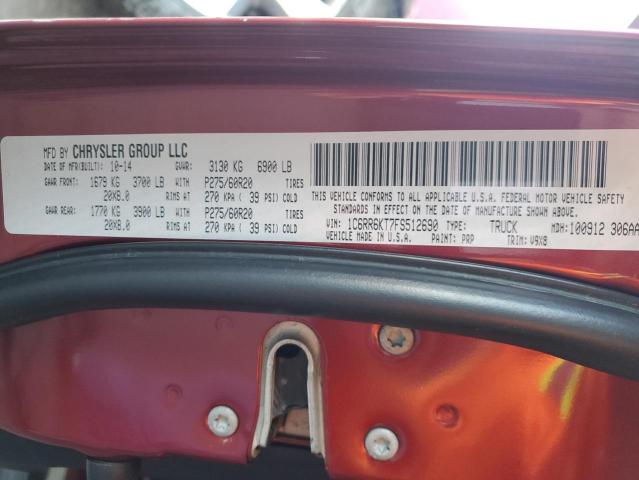 MFD BY CHRYSLER GROUP LLC
DATE OF MFR(BUILT): 10-14 GVWR: 3130 KG 6900 LB
GAWR FRONT: 1679 KG 3700 LB WITH P275/60R20 TIRES
20X8.0 RIMS AT 270 KPA ( 39 PSI) COLD
GAWR REAR: 1770 KG 3900 LB WITH P275/60R20 TIRES
20X8.0 RIMS AT 270 KPA ( 39 PSI) COLD
THIS VEHICLE CONFORMS TO ALL APPLICABLE U.S.A. FEDERAL MOTOR VEHICLE SAFETY
STANDARDS IN EFFECT ON THE DATE OF MANUFACTURE SHOWN ABOVE.
VIN: 1C6RR6KT7FS512690 TYPE: TRUCK MDH: 100912 306AA
VEHICLE MADE IN U.S.A. PAINT: PRP TRIM: V9X8